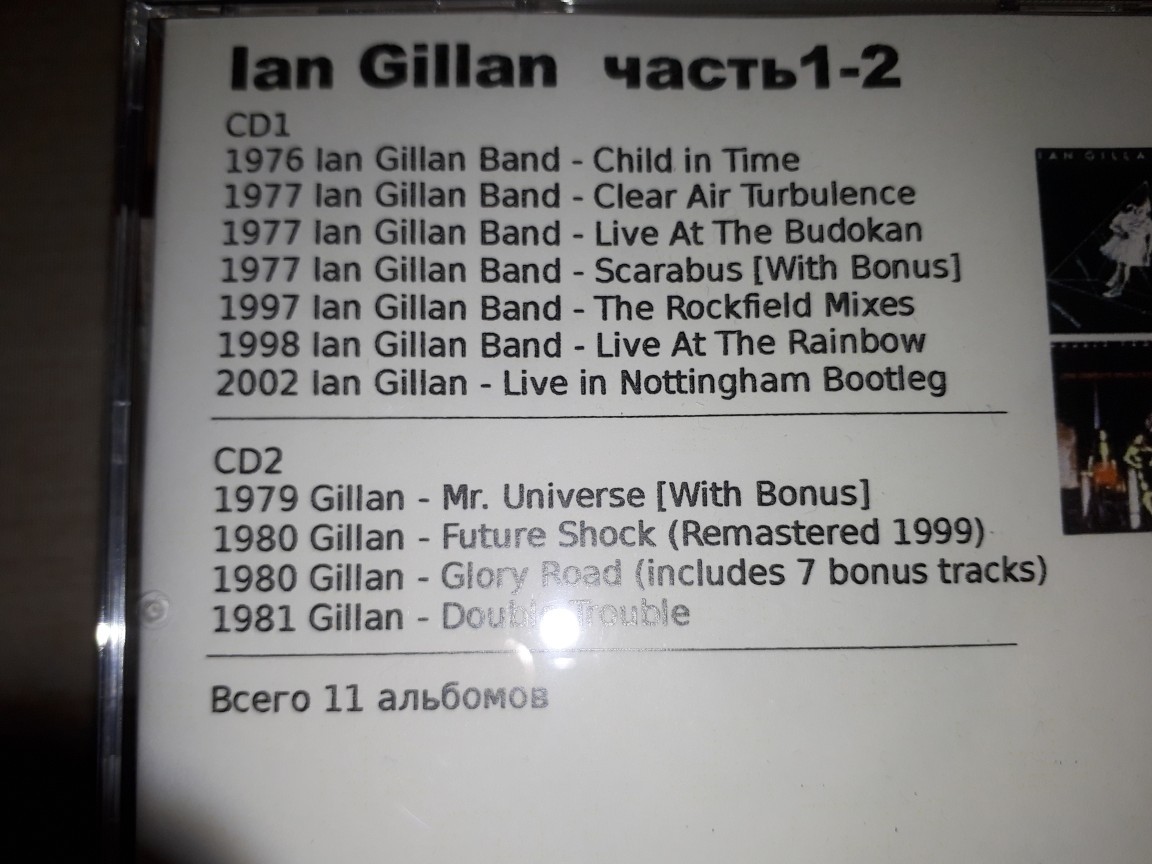 Ian Gillan часть1-2
CD1
1976 Ian Gillan Band - Child in Time
1977 Ian Gillan Band - Clear Air Turbulence
1977 Ian Gillan Band - Live At The Budokan
1977 Ian Gillan Band - Scarabus [With Bonus]
1997 Ian Gillan Band - The Rockfield Mixes
1998 Ian Gillan Band - Live At The Rainbow
2002 Ian Gillan - Live in Nottingham Bootleg
CD2
1979 Gillan - Mr. Universe [With Bonus]
1980 Gillan - Future Shock (Remastered 1999)
1980 Gillan - Glory Road (includes 7 bonus tracks)
1981 Gillan - Double Trouble
Всего 11 альбомов
IAN GILLA